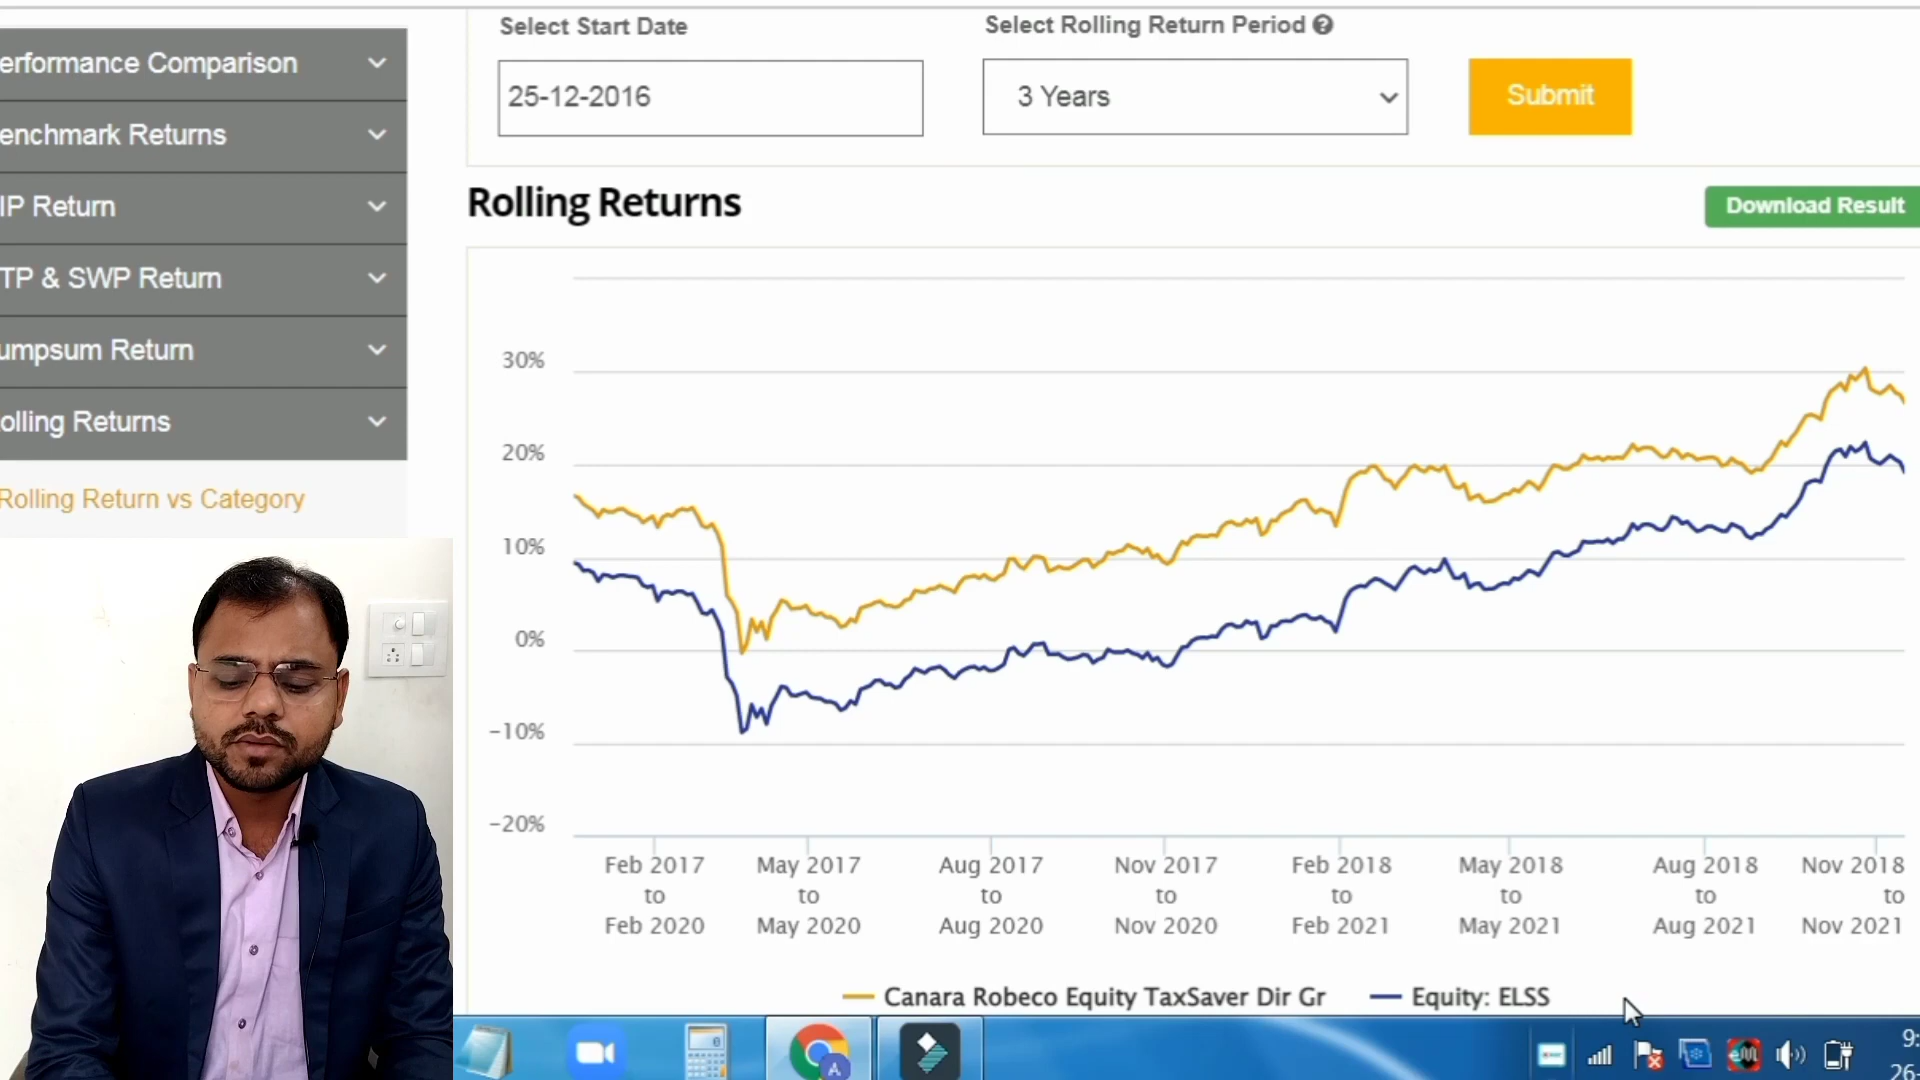 Select Start Date
Select Rolling Return Period
25-12-2016
3 Years
Submit
erformance Comparison
enchmark Returns
IP Return
TP & SWP Return
umpsum Return
olling Returns
Rolling Return vs Category
Rolling Returns
Download Result
30%
20%
10%
0%
-10%
-20%
Feb 2017
to
Feb 2020
May 2017
to
May 2020
Aug 2017
to
Aug 2020
Nov 2017
to
Nov 2020
Feb 2018
to
Feb 2021
May 2018
to
May 2021
Aug 2018
to
Aug 2021
Nov 2018
to
Nov 2021
Canara Robeco Equity TaxSaver Dir Gr
Equity: ELSS
A
9:
26-